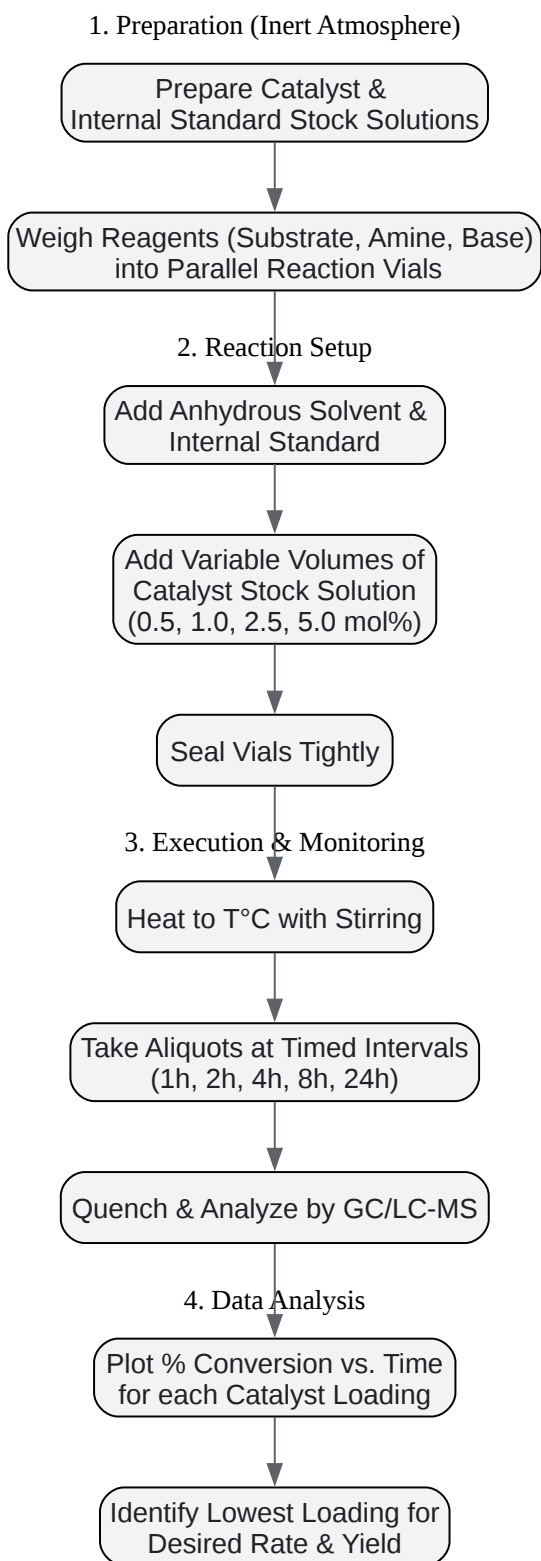 1. Preparation (Inert Atmosphere)
Prepare Catalyst &
Internal Standard Stock Solutions
Weigh Reagents (Substrate, Amine, Base)
into Parallel Reaction Vials
2. Reaction Setup
Add Anhydrous Solvent &
Internal Standard
Add Variable Volumes of
Catalyst Stock Solution
(0.5, 1.0, 2.5, 5.0 mol%)
Seal Vials Tightly
3. Execution & Monitoring
Heat to T°C with Stirring
Take Aliquots at Timed Intervals
(1h, 2h, 4h, 8h, 24h)
Quench & Analyze by GC/LC-MS
4. Data Analysis
Plot % Conversion vs. Time
for each Catalyst Loading
Identify Lowest Loading for
Desired Rate & Yield